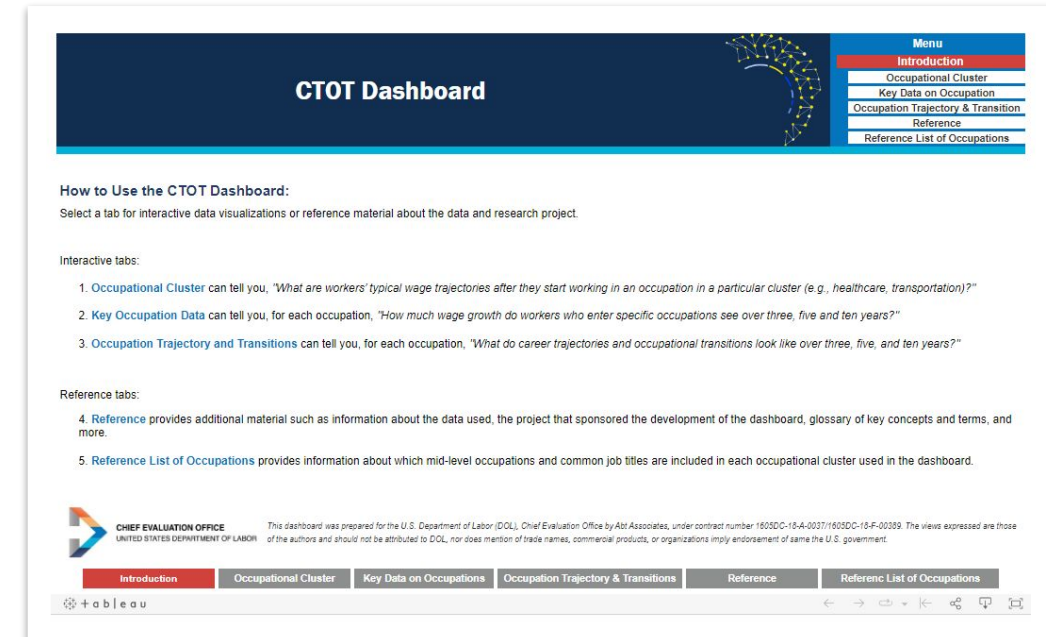 CTOT Dashboard
Menu
Introduction
Occupational Cluster
Key Data on Occupation
Occupation Trajectory & Transition
Reference
Reference List of Occupations
How to Use the CTOT Dashboard:
Select a tab for interactive data visualizations or reference material about the data and research project.
Interactive tabs:
1. Occupational Cluster can tell you, "What are workers' typical wage trajectories after they start working in an occupation in a particular cluster (e.g., healthcare, transportation)?"
2. Key Occupation Data can tell you, for each occupation, "How much wage growth do workers who enter specific occupations see over three, five and ten years?"
3. Occupation Trajectory and Transitions can tell you, for each occupation, "What do career trajectories and occupational transitions look like over three, five, and ten years?"
Reference tabs:
4. Reference provides additional material such as information about the data used, the project that sponsored the development of the dashboard, glossary of key concepts and terms, and
more.
5. Reference List of Occupations provides information about which mid-level occupations and common job titles are included in each occupational cluster used in the dashboard.
CHIEF EVALUATION OFFICE
UNITED STATES DEPARTMENT OF LABOR
This dashboard was prepared for the U.S. Department of Labor (DOL), Chief Evaluation Office by Abt Associates, under contract number 1605DC-18-A-0037/1605DC-18-F-00389. The views expressed are those
of the authors and should not be attributed to DOL, nor does mention of trade names, commercial products, or organizations imply endorsement of same the U.S. government.
Introduction
Occupational Cluster
Key Data on Occupations
Occupation Trajectory & Transitions
Reference
Referenc List of Occupations
+ a b | e a u